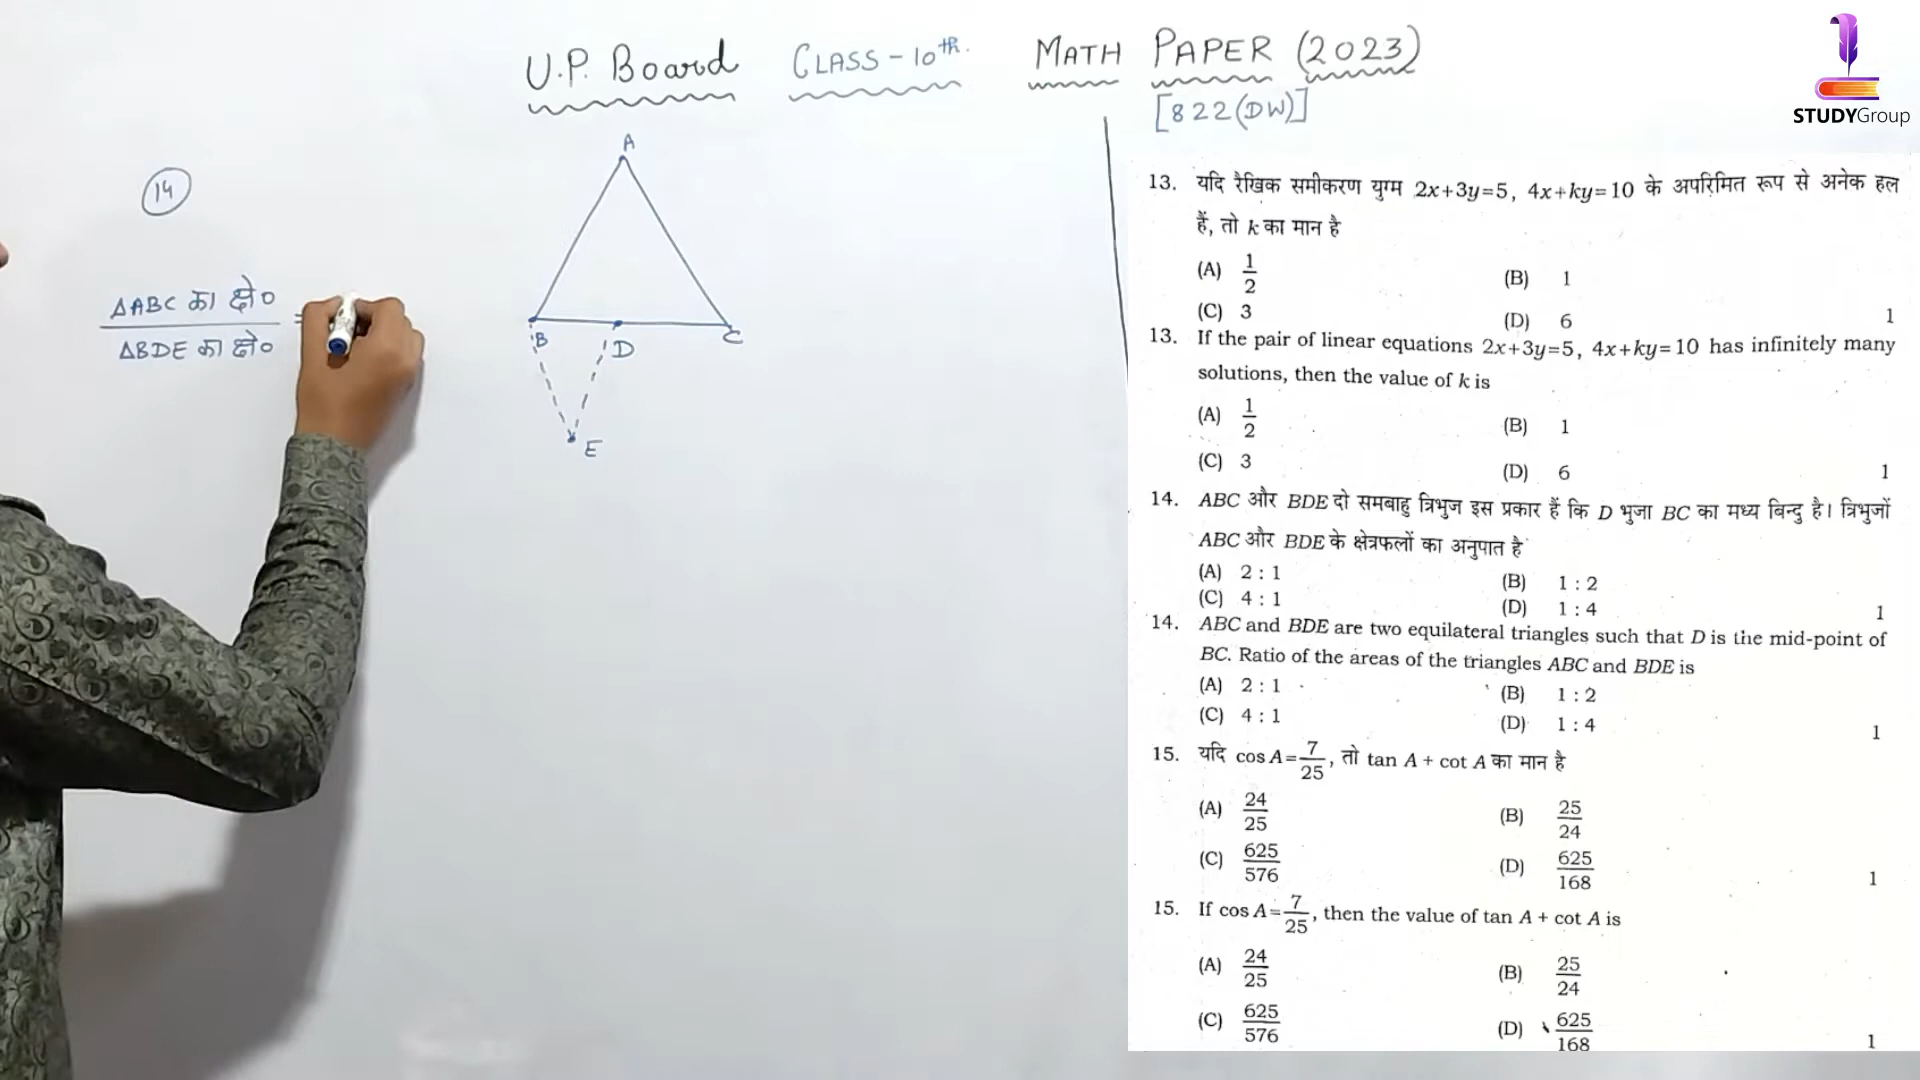 U.P. Board CLASS - 10th. MATH PAPER (2023)
[822(DW)]
STUDYGroup
14
A
B
D
C
E
ΔABC का क्षे०
ΔBDE का क्षे०
=
13. यदि रैखिक समीकरण युग्म 2x+3y=5, 4x+ky=10 के अपरिमित रूप से अनेक हल
हैं, तो k का मान है
(A) 1/2 (B) 1
(C) 3 (D) 6 1
13. If the pair of linear equations 2x+3y=5, 4x+ky=10 has infinitely many
solutions, then the value of k is
(A) 1/2 (B) 1
(C) 3 (D) 6 1
14. ABC और BDE दो समबाहु त्रिभुज इस प्रकार हैं कि D भुजा BC का मध्य बिन्दु है। त्रिभुजों
ABC और BDE के क्षेत्रफलों का अनुपात है
(A) 2 : 1 (B) 1 : 2
(C) 4 : 1 (D) 1 : 4 1
14. ABC and BDE are two equilateral triangles such that D is the mid-point of
BC. Ratio of the areas of the triangles ABC and BDE is
(A) 2 : 1 (B) 1 : 2
(C) 4 : 1 (D) 1 : 4 1
15. यदि cos A = 7/25, तो tan A + cot A का मान है
(A) 24/25 (B) 25/24
(C) 625/576 (D) 625/168 1
15. If cos A = 7/25, then the value of tan A + cot A is
(A) 24/25 (B) 25/24
(C) 625/576 (D) 625/168 1